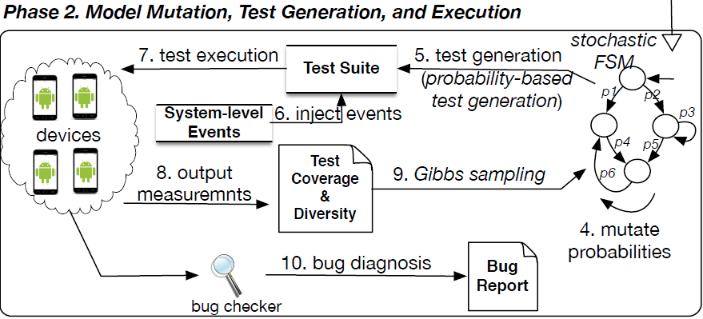 Phase 2. Model Mutation, Test Generation, and Execution
7. test execution
Test Suite
5. test generation
(probability-based
test generation)
stochastic
FSM
p1
p2
p3
p4
p5
p6
devices
System-level
Events
6. inject events
8. output
measuremnts
Test
Coverage
&
Diversity
9. Gibbs sampling
4. mutate
probabilities
bug checker
10. bug diagnosis
Bug
Report